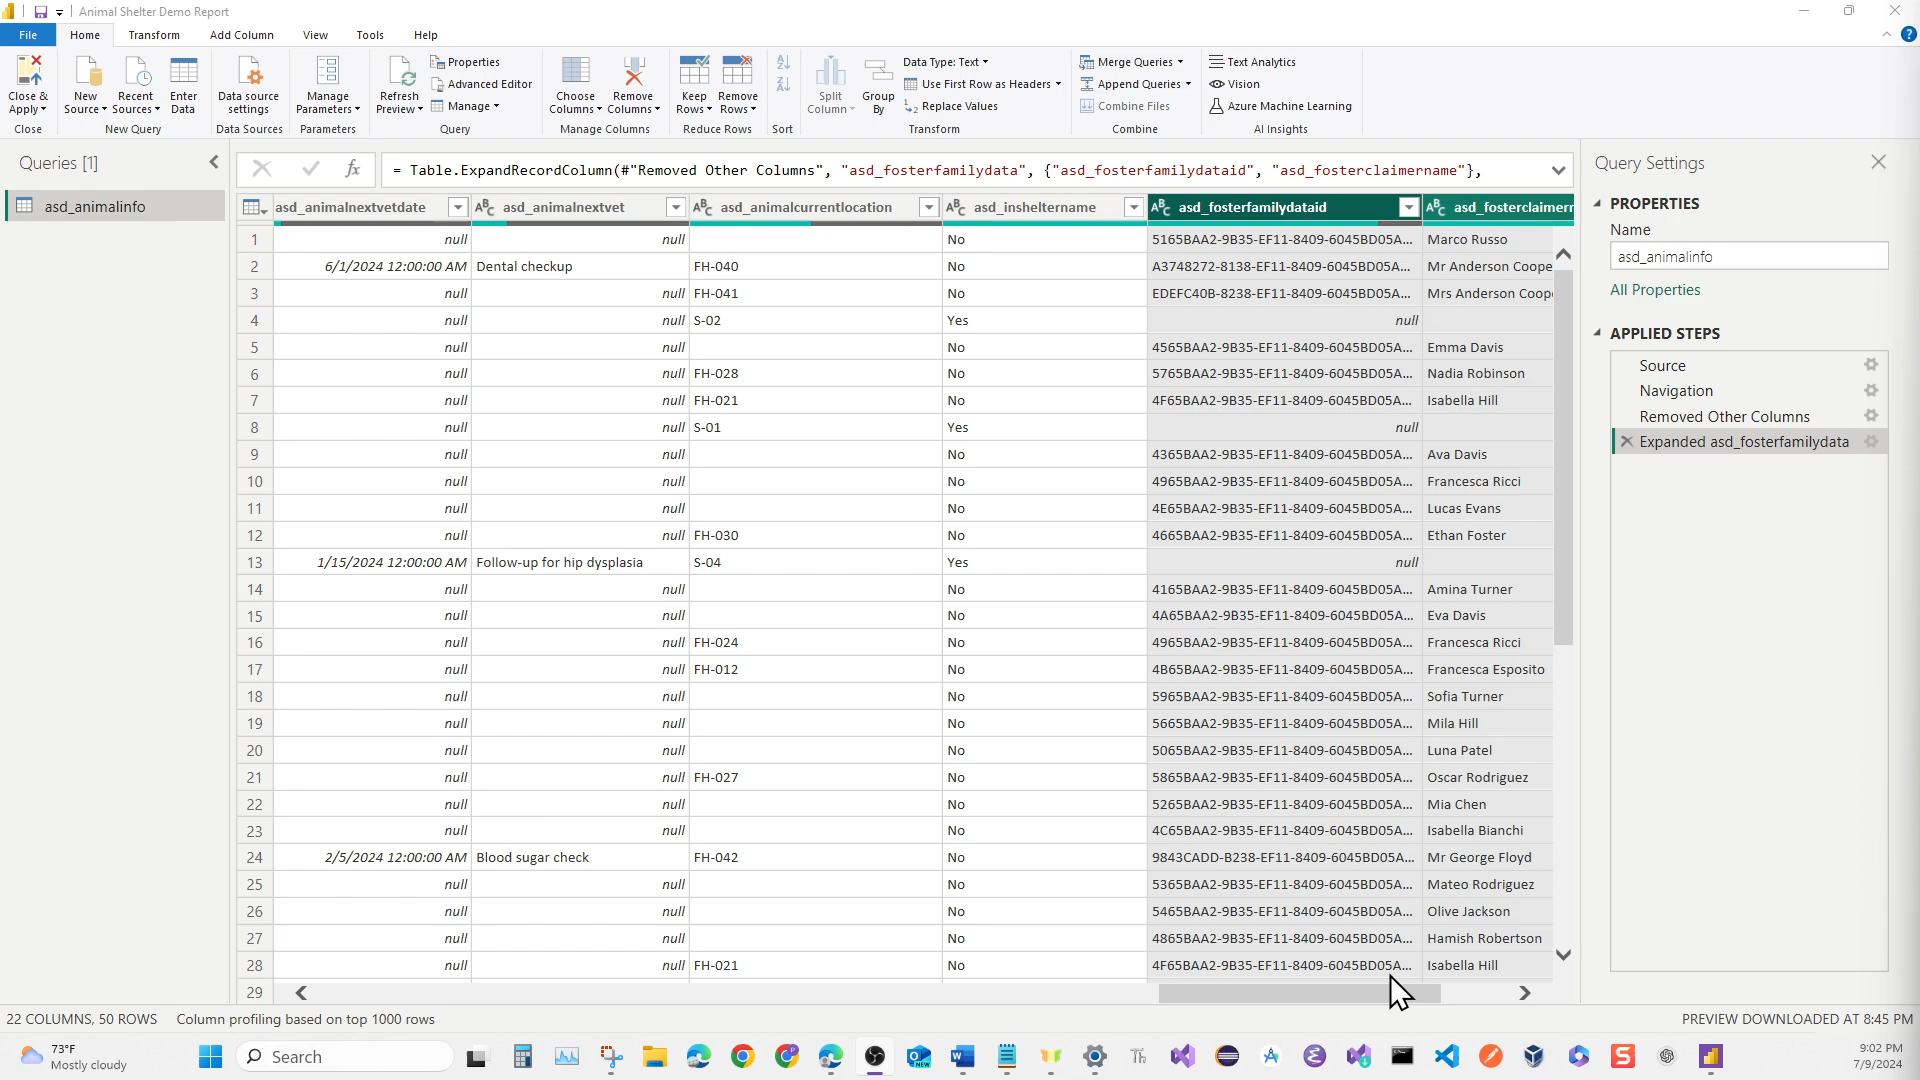 Animal Shelter Demo Report
File Home Transform Add Column View Tools Help
Close & Apply
Close
New Source
Recent Sources
Enter Data
New Query
Data source settings
Data Sources
Manage Parameters
Parameters
Refresh Preview
Properties
Advanced Editor
Manage
Query
Choose Columns
Remove Columns
Manage Columns
Keep Rows
Remove Rows
Reduce Rows
Sort
Split Column
Group By
Data Type: Text
Use First Row as Headers
Replace Values
Transform
Merge Queries
Append Queries
Combine Files
Combine
Text Analytics
Vision
Azure Machine Learning
AI Insights
Queries [1]
asd_animalinfo
fx = Table.ExpandRecordColumn(#"Removed Other Columns", "asd_fosterfamilydata", {"asd_fosterfamilydataid", "asd_fosterclaimername"},
asd_animalnextvetdate ABC asd_animalnextvet ABC asd_animalcurrentlocation ABC asd_insheltername ABC asd_fosterfamilydataid ABC asd_fosterclaimern
1 null null No 5165BAA2-9B35-EF11-8409-6045BD05A... Marco Russo
2 6/1/2024 12:00:00 AM Dental checkup FH-040 No A3748272-8138-EF11-8409-6045BD05A... Mr Anderson Coope
3 null null FH-041 No EDEFC40B-8238-EF11-8409-6045BD05A... Mrs Anderson Coop
4 null null S-02 Yes null
5 null null No 4565BAA2-9B35-EF11-8409-6045BD05A... Emma Davis
6 null null FH-028 No 5765BAA2-9B35-EF11-8409-6045BD05A... Nadia Robinson
7 null null FH-021 No 4F65BAA2-9B35-EF11-8409-6045BD05A... Isabella Hill
8 null null S-01 Yes null
9 null null No 4365BAA2-9B35-EF11-8409-6045BD05A... Ava Davis
10 null null No 4965BAA2-9B35-EF11-8409-6045BD05A... Francesca Ricci
11 null null No 4E65BAA2-9B35-EF11-8409-6045BD05A... Lucas Evans
12 null null FH-030 No 4665BAA2-9B35-EF11-8409-6045BD05A... Ethan Foster
13 1/15/2024 12:00:00 AM Follow-up for hip dysplasia S-04 Yes null
14 null null No 4165BAA2-9B35-EF11-8409-6045BD05A... Amina Turner
15 null null No 4A65BAA2-9B35-EF11-8409-6045BD05A... Eva Davis
16 null null FH-024 No 4965BAA2-9B35-EF11-8409-6045BD05A... Francesca Ricci
17 null null FH-012 No 4B65BAA2-9B35-EF11-8409-6045BD05A... Francesca Esposito
18 null null No 5965BAA2-9B35-EF11-8409-6045BD05A... Sofia Turner
19 null null No 5665BAA2-9B35-EF11-8409-6045BD05A... Mila Hill
20 null null No 5065BAA2-9B35-EF11-8409-6045BD05A... Luna Patel
21 null null FH-027 No 5865BAA2-9B35-EF11-8409-6045BD05A... Oscar Rodriguez
22 null null No 5265BAA2-9B35-EF11-8409-6045BD05A... Mia Chen
23 null null No 4C65BAA2-9B35-EF11-8409-6045BD05A... Isabella Bianchi
24 2/5/2024 12:00:00 AM Blood sugar check FH-042 No 9843CADD-B238-EF11-8409-6045BD05A... Mr George Floyd
25 null null No 5365BAA2-9B35-EF11-8409-6045BD05A... Mateo Rodriguez
26 null null No 5465BAA2-9B35-EF11-8409-6045BD05A... Olive Jackson
27 null null No 4865BAA2-9B35-EF11-8409-6045BD05A... Hamish Robertson
28 null null FH-021 No 4F65BAA2-9B35-EF11-8409-6045BD05A... Isabella Hill
29
Query Settings
PROPERTIES
Name
asd_animalinfo
All Properties
APPLIED STEPS
Source
Navigation
Removed Other Columns
Expanded asd_fosterfamilydata
22 COLUMNS, 50 ROWS Column profiling based on top 1000 rows PREVIEW DOWNLOADED AT 8:45 PM
73°F
Mostly cloudy
Search
9:02 PM
7/9/2024